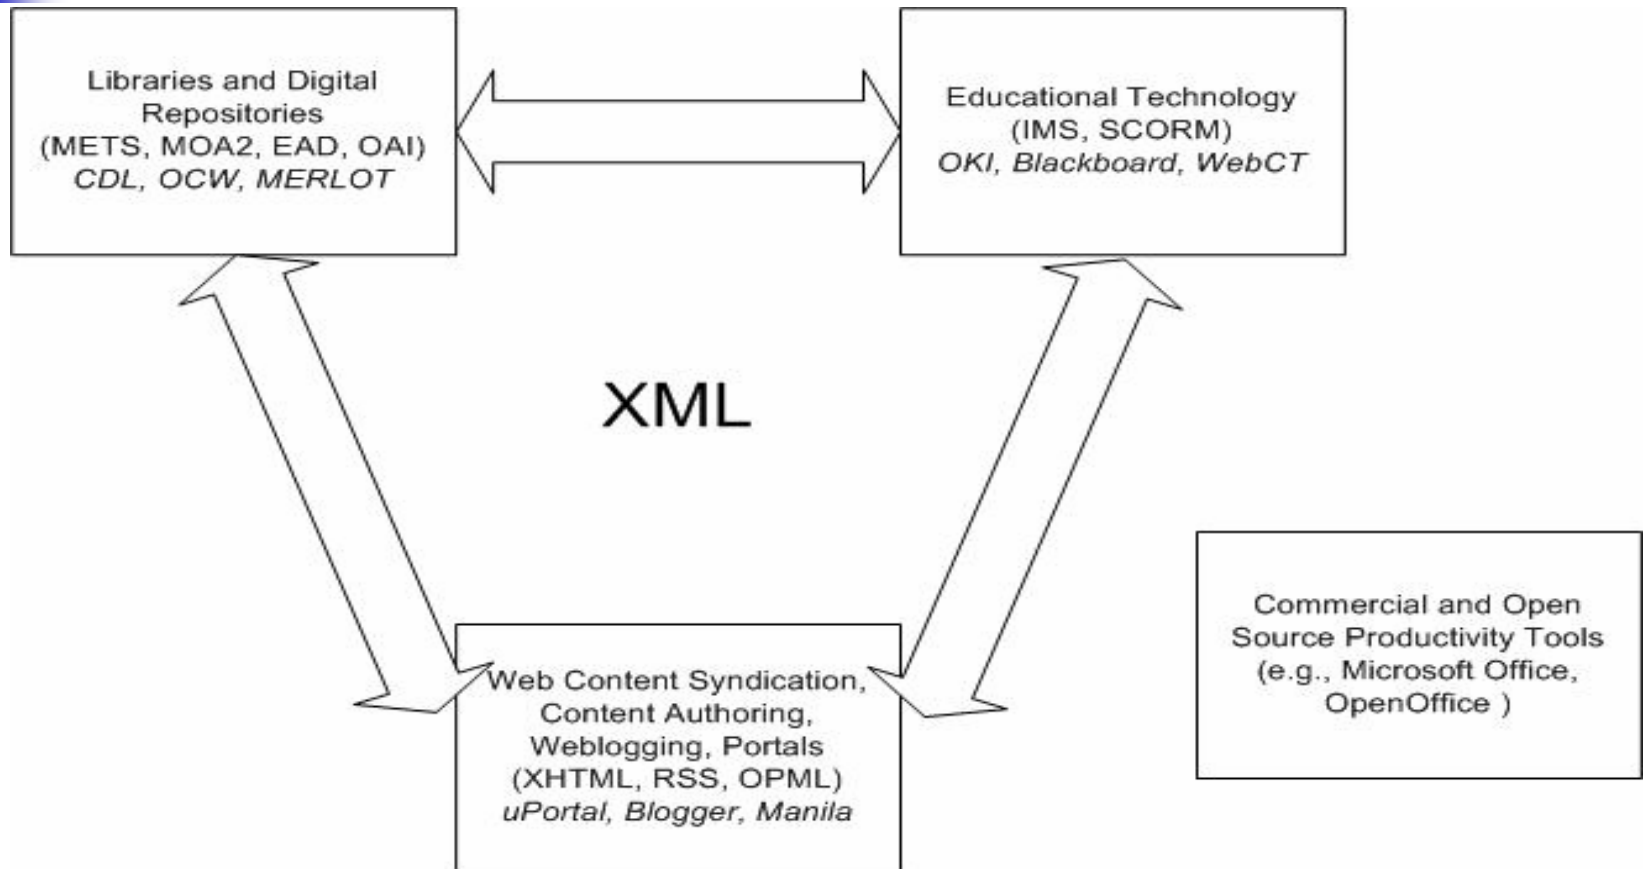 Libraries and Digital
Repositories
(METS, MOA2, EAD, OAI)
CDL, OCW, MERLOT
Educational Technology
(IMS, SCORM)
OKI, Blackboard, WebCT
XML
Commercial and Open
Source Productivity Tools
(e.g., Microsoft Office,
OpenOffice )
Web Content Syndication,
Content Authoring,
Weblogging, Portals
(XHTML, RSS, OPML)
uPortal, Blogger, Manila